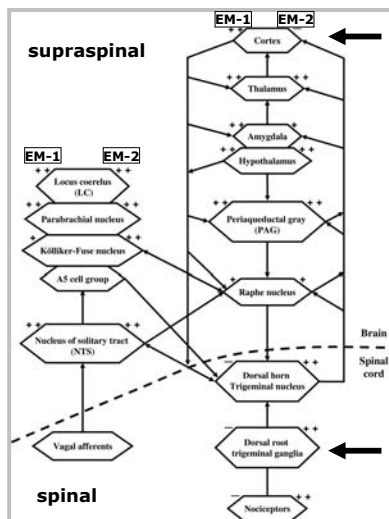 EM-1 EM-2
++ −
supraspinal
Cortex
++ ++
Thalamus
+ +
Amygdala
++ +
Hypothalamus
EM-1 EM-2
++ ++
Locus coerelus
(LC)
++ ++
Parabrachial nucleus
++ ++
Kölliker-Fuse nucleus
A5 cell group
++ ++
Periaqueductal gray
(PAG)
+ +
Raphe nucleus
++ ++
Nucleus of solitary tract
(NTS)
Brain
Spinal
cord
− ++
Dorsal horn
Trigeminal nucleus
Vagal afferents
− ++
Dorsal root
trigeminal ganglia
− ++
Nociceptors
spinal